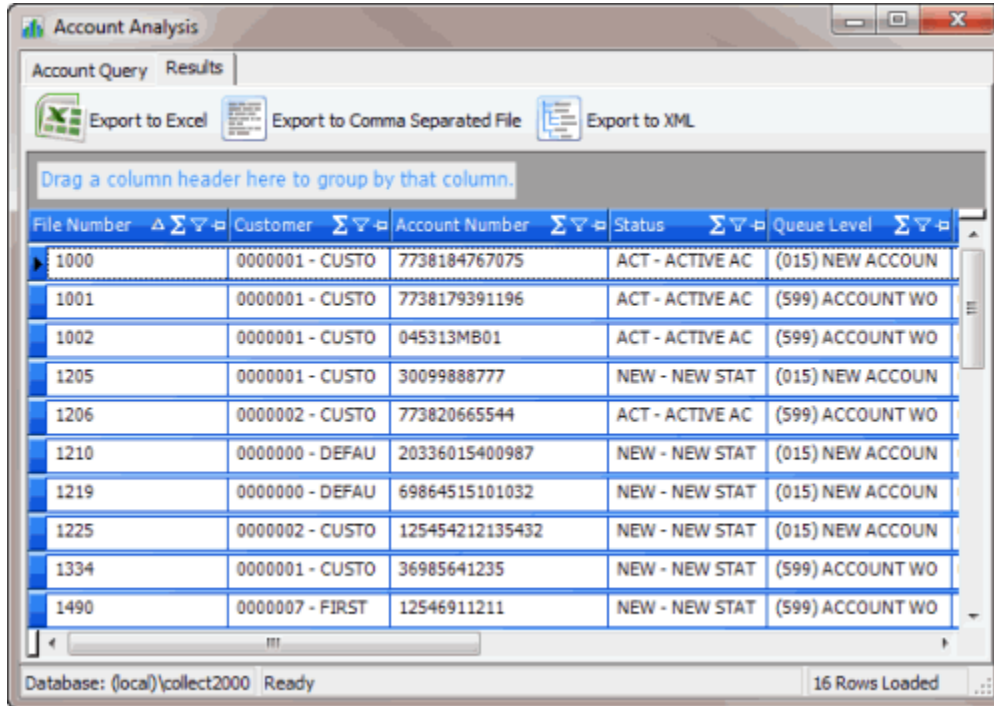 Account Analysis
Account Query Results
Export to Excel Export to Comma Separated File Export to XML
Drag a column header here to group by that column.
File Number Customer Account Number Status Queue Level
1000 0000001 - CUSTO 7738184767075 ACT - ACTIVE AC (015) NEW ACCOUN
1001 0000001 - CUSTO 7738179391196 ACT - ACTIVE AC (599) ACCOUNT WO
1002 0000001 - CUSTO 045313MB01 ACT - ACTIVE AC (599) ACCOUNT WO
1205 0000001 - CUSTO 30099888777 NEW - NEW STAT (015) NEW ACCOUN
1206 0000002 - CUSTO 773820665544 ACT - ACTIVE AC (599) ACCOUNT WO
1210 0000000 - DEFAU 20336015400987 NEW - NEW STAT (015) NEW ACCOUN
1219 0000000 - DEFAU 69864515101032 NEW - NEW STAT (015) NEW ACCOUN
1225 0000002 - CUSTO 125454212135432 NEW - NEW STAT (015) NEW ACCOUN
1334 0000001 - CUSTO 36985641235 NEW - NEW STAT (599) ACCOUNT WO
1490 0000007 - FIRST 12546911211 NEW - NEW STAT (599) ACCOUNT WO
Database: (local)\collect2000 Ready 16 Rows Loaded